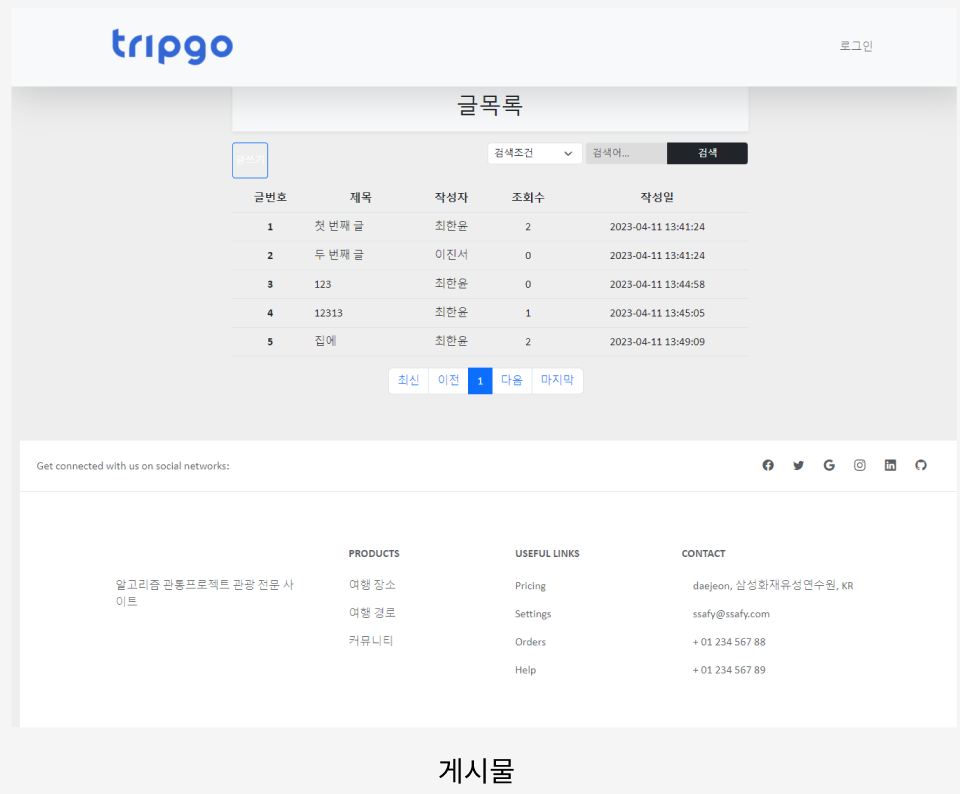 tripgo
로그인
글목록
글쓰기
검색조건 검색어... 검색
글번호 제목 작성자 조회수 작성일
1 첫 번째 글 최한윤 2 2023-04-11 13:41:24
2 두 번째 글 이진서 0 2023-04-11 13:41:24
3 123 최한윤 0 2023-04-11 13:44:58
4 12313 최한윤 1 2023-04-11 13:45:05
5 집에 최한윤 2 2023-04-11 13:49:09
최신 이전 1 다음 마지막
Get connected with us on social networks:
알고리즘 관통프로젝트 관광 전문 사
이트
PRODUCTS
여행 장소
여행 경로
커뮤니티
USEFUL LINKS
Pricing
Settings
Orders
Help
CONTACT
daejeon, 삼성화재유성연수원, KR
ssafy@ssafy.com
+ 01 234 567 88
+ 01 234 567 89
게시물